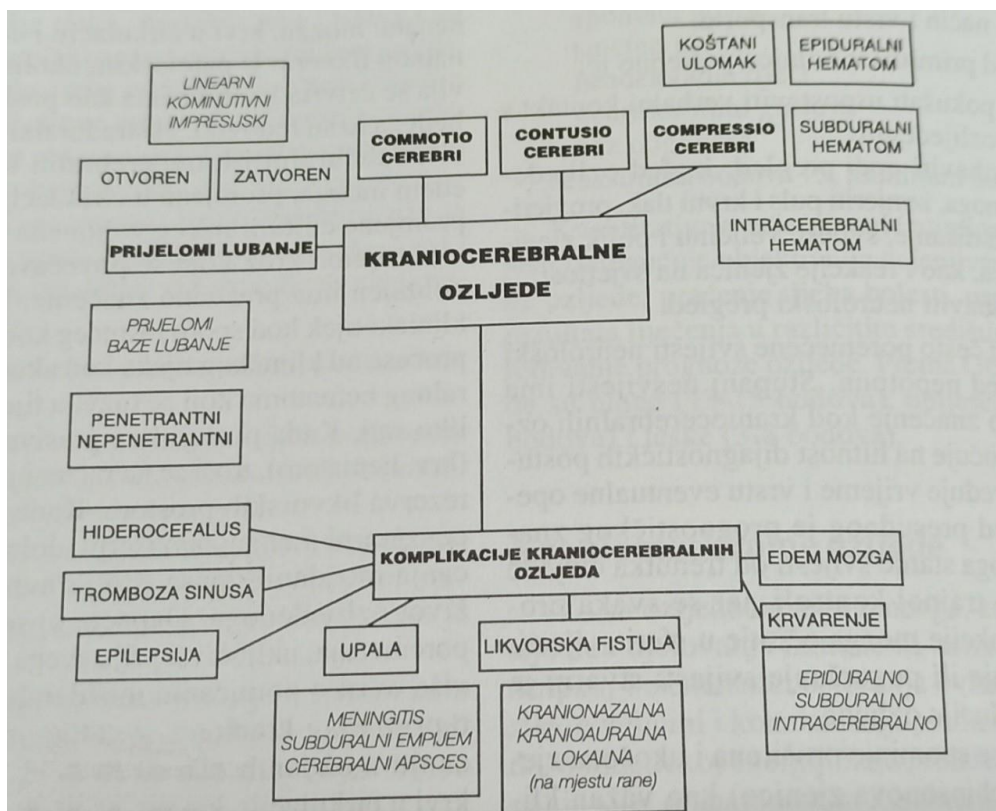 KOŠTANI
ULOMAK
EPIDURALNI
HEMATOM
LINEARNI
KOMINUTIVNI
IMPRESIJSKI
COMMOTIO
CEREBRI
CONTUSIO
CEREBRI
COMPRESSIO
CEREBRI
SUBDURALNI
HEMATOM
OTVOREN
ZATVOREN
INTRACEREBRALNI
HEMATOM
PRIJELOMI LUBANJE
KRANIOCEREBRALNE
OZLJEDE
PRIJELOMI
BAZE LUBANJE
PENETRANTNI
NEPENETRANTNI
HIDEROCEFALUS
KOMPLIKACIJE KRANIOCEREBRALNIH
OZLJEDA
EDEM MOZGA
TROMBOZA SINUSA
KRVARENJE
EPILEPSIJA
UPALA
LIKVORSKA FISTULA
EPIDURALNO
SUBDURALNO
INTRACEREBRALNO
MENINGITIS
SUBDURALNI EMPIJEM
CEREBRALNI APSCES
KRANIONAZALNA
KRANIOAURALNA
LOKALNA
(na mjestu rane)